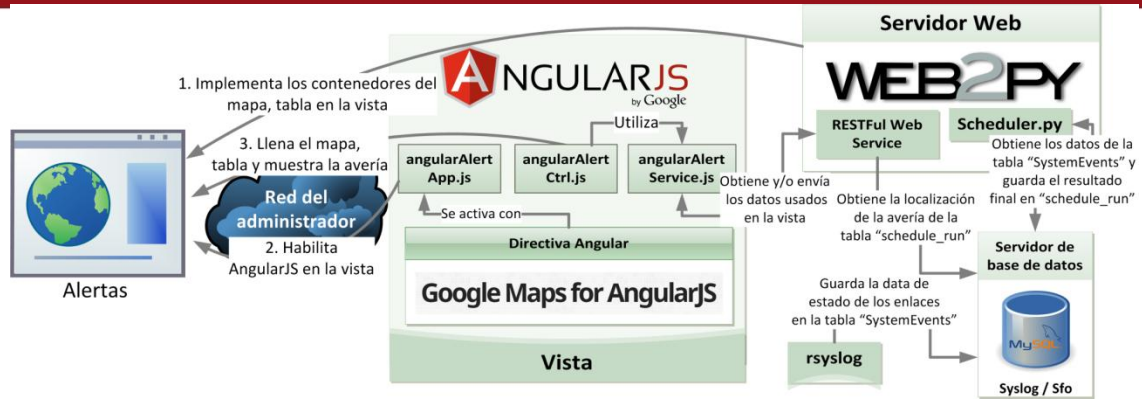 Servidor Web
WEB2PY
RESTFul Web
Service
Scheduler.py
Obtiene los datos de la
tabla "SystemEvents" y
guarda el resultado
final en "schedule_run"
ANGULARJS
by Google
1. Implementa los contenedores del
mapa, tabla en la vista
3. Llena el mapa,
tabla y muestra la avería
Red del
administrador
2. Habilita
AngularJS en la vista
Alertas
Utiliza
angularAlert
App.js
angularAlert
Ctrl.js
angularAlert
Service.js
Se activa con
Directiva Angular
Google Maps for AngularJS
Vista
Obtiene y/o envía
los datos usados
en la vista
Obtiene la localización
de la avería de la
tabla "schedule_run"
Guarda la data de
estado de los enlaces
en la tabla "SystemEvents"
rsyslog
Servidor de
base de datos
MySQL
Syslog / Sfo